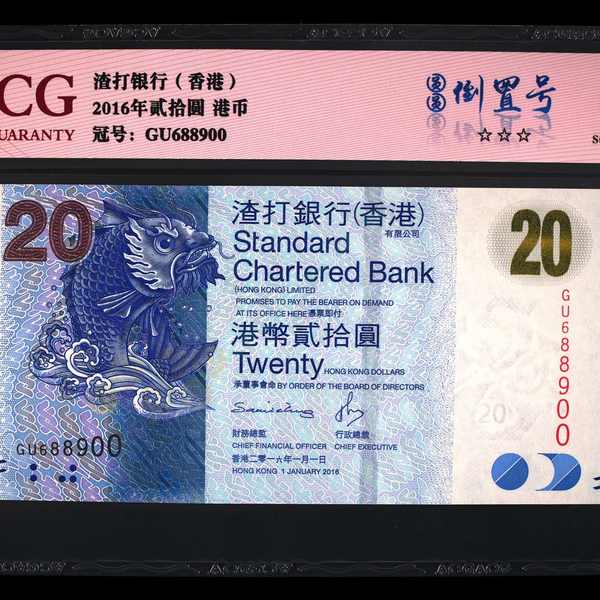 CG
UARANTY
渣打银行（香港）
2016年贰拾圆 港币
冠号: GU688900
圆圆 倒置号
☆☆☆
20
渣打銀行(香港)
有限公司
Standard
Chartered Bank
(HONG KONG) LIMITED
PROMISES TO PAY THE BEARER ON DEMAND
AT ITS OFFICE HERE 憑票即付
港幣貳拾圓
Twenty HONG KONG DOLLARS
承董事會命 BY ORDER OF THE BOARD OF DIRECTORS
財務總監 行政總裁
CHIEF FINANCIAL OFFICER CHIEF EXECUTIVE
香港二零一六年一月一日
HONG KONG 1 JANUARY 2016
GU688900
20
GU688900
20